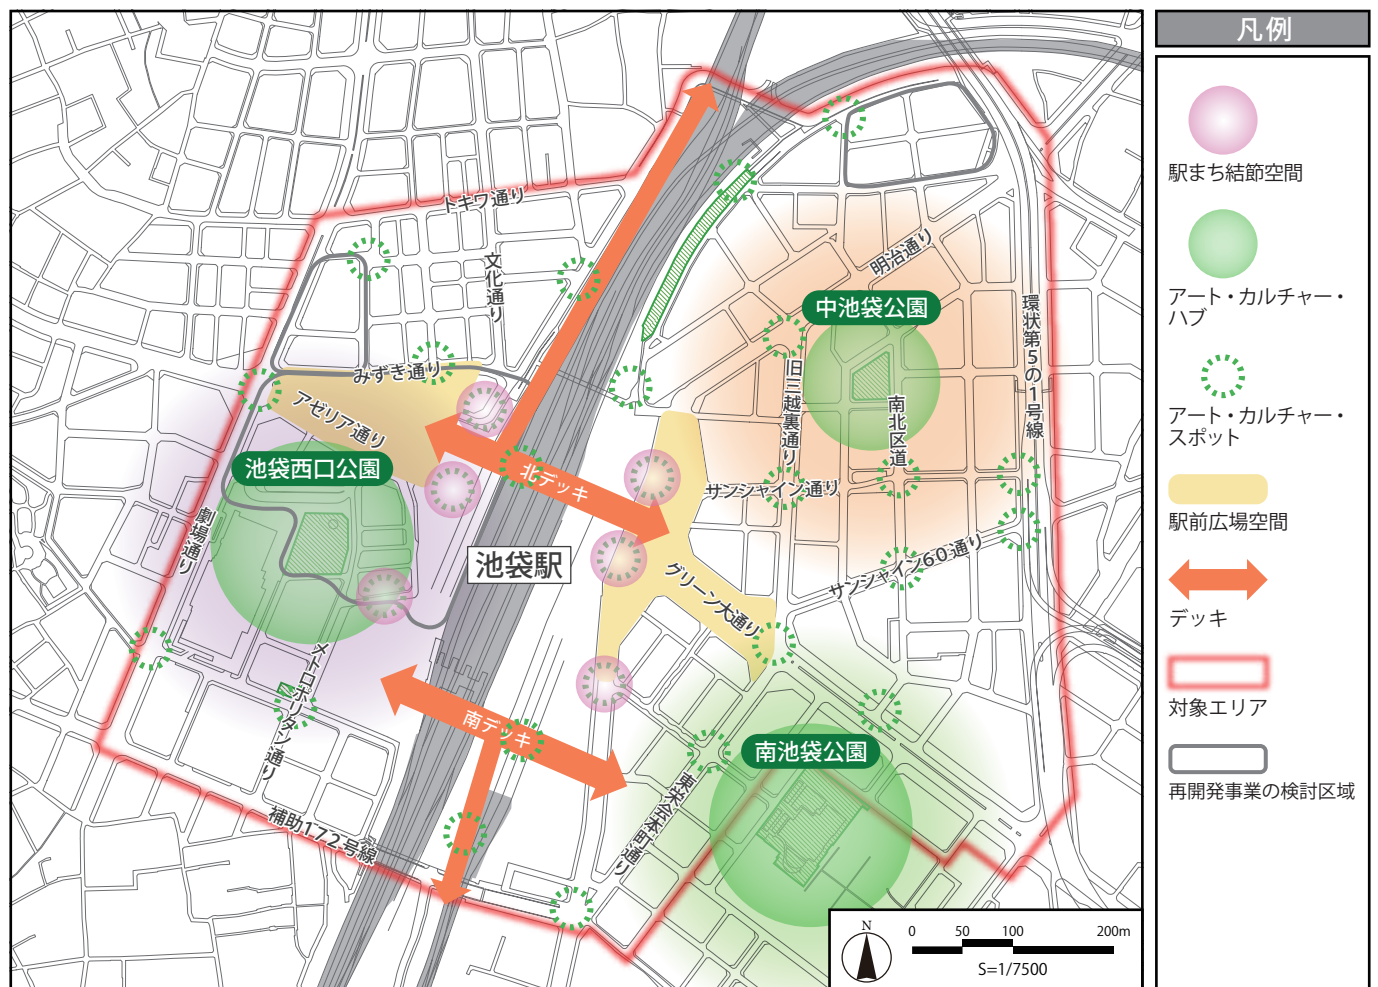 凡例
駅まち結節空間
アート・カルチャー・
ハブ
アート・カルチャー・
スポット
駅前広場空間
デッキ
対象エリア
再開発事業の検討区域
トキワ通り
文化通り
明治通り
中池袋公園
環状第5の1号線
みずき通り
旧三越裏通り
アゼリア通り
南北区道
池袋西口公園
北デッキ
サンシャイン通り
劇場通り
池袋駅
サンシャイン60通り
グリーン大通り
メトロポリタン通り
南デッキ
南池袋公園
東栄会本町通り
補助172号線
N
0 50 100 200m
S=1/7500